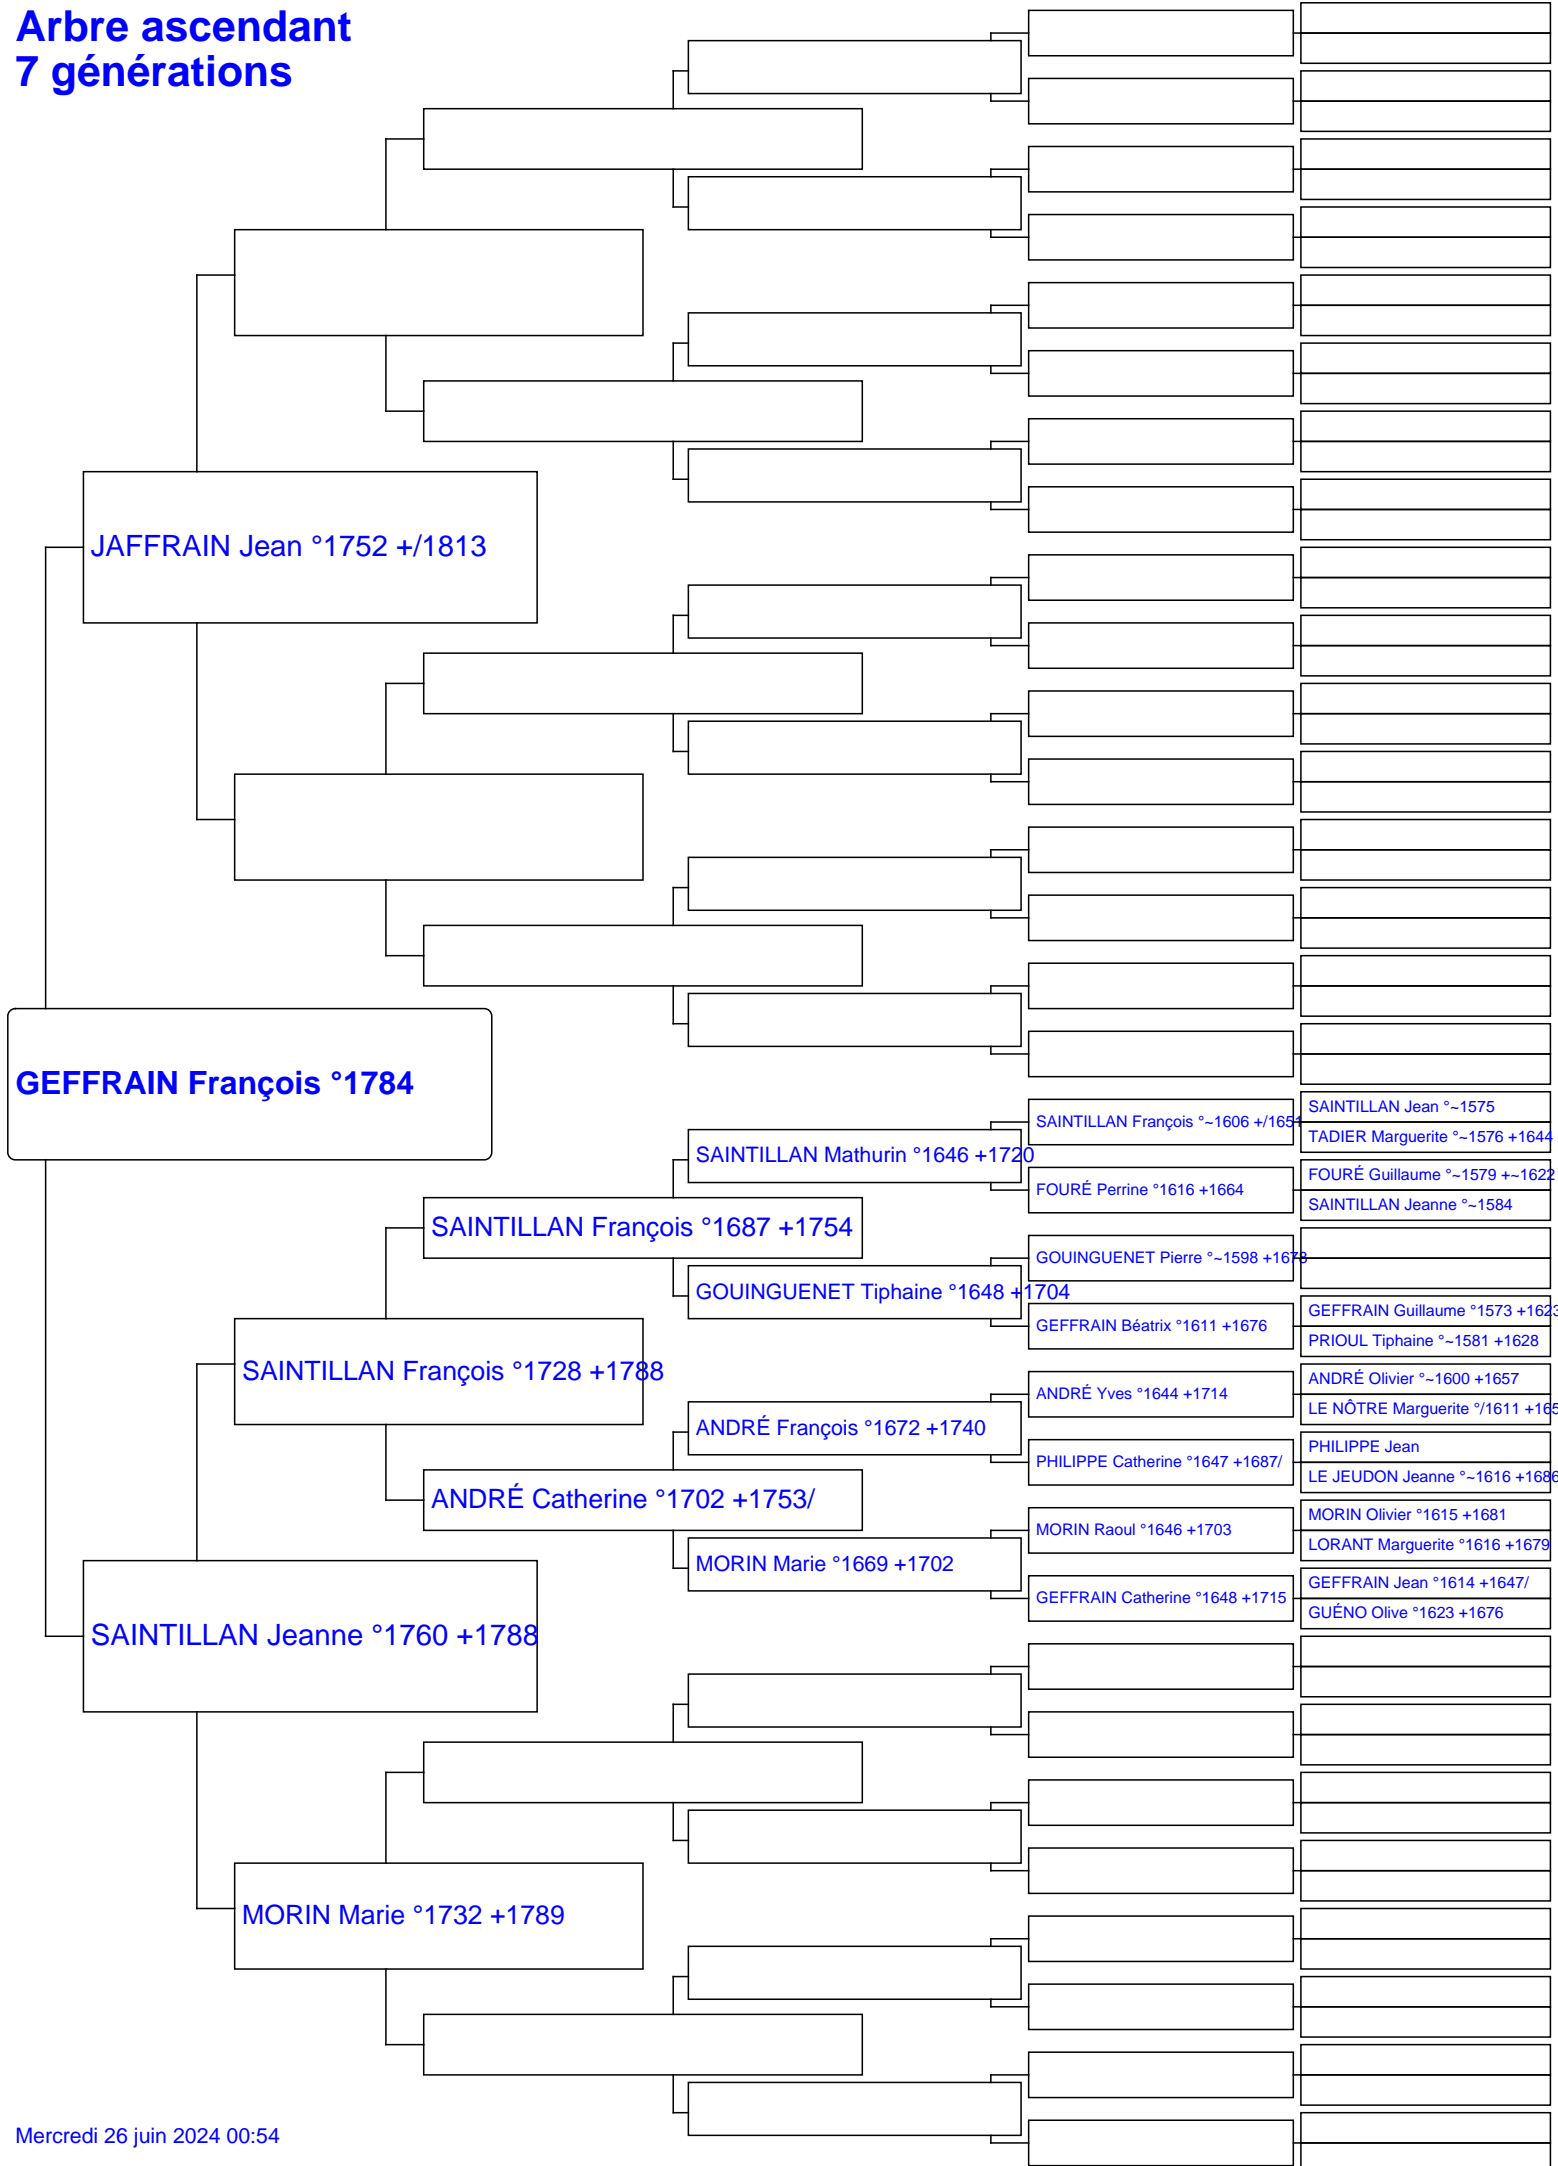 Arbre ascendant
7 générations
JAFFRAIN Jean °1752 +/1813
GEFFRAIN François °1784
SAINTILLAN Jean °~1575
SAINTILLAN François °~1606 +/1651
TADIER Marguerite °~1576 +1644
SAINTILLAN Mathurin °1646 +1720
FOURÉ Guillaume °~1579 +~1622
FOURÉ Perrine °1616 +1664
SAINTILLAN Jeanne °~1584
SAINTILLAN François °1687 +1754
GOUINGUENET Pierre °~1598 +1678
GOUINGUENET Tiphaine °1648 +1704
GEFFRAIN Guillaume °1573 +1623
GEFFRAIN Béatrix °1611 +1676
PRIOUL Tiphaine °~1581 +1628
SAINTILLAN François °1728 +1788
ANDRÉ Olivier °~1600 +1657
ANDRÉ Yves °1644 +1714
LE NÔTRE Marguerite °/1611 +165
ANDRÉ François °1672 +1740
PHILIPPE Jean
PHILIPPE Catherine °1647 +1687/
LE JEUDON Jeanne °~1616 +1686
ANDRÉ Catherine °1702 +1753/
MORIN Olivier °1615 +1681
MORIN Raoul °1646 +1703
LORANT Marguerite °1616 +1679
MORIN Marie °1669 +1702
GEFFRAIN Jean °1614 +1647/
GEFFRAIN Catherine °1648 +1715
GUÉNO Olive °1623 +1676
SAINTILLAN Jeanne °1760 +1788
MORIN Marie °1732 +1789
Mercredi 26 juin 2024 00:54